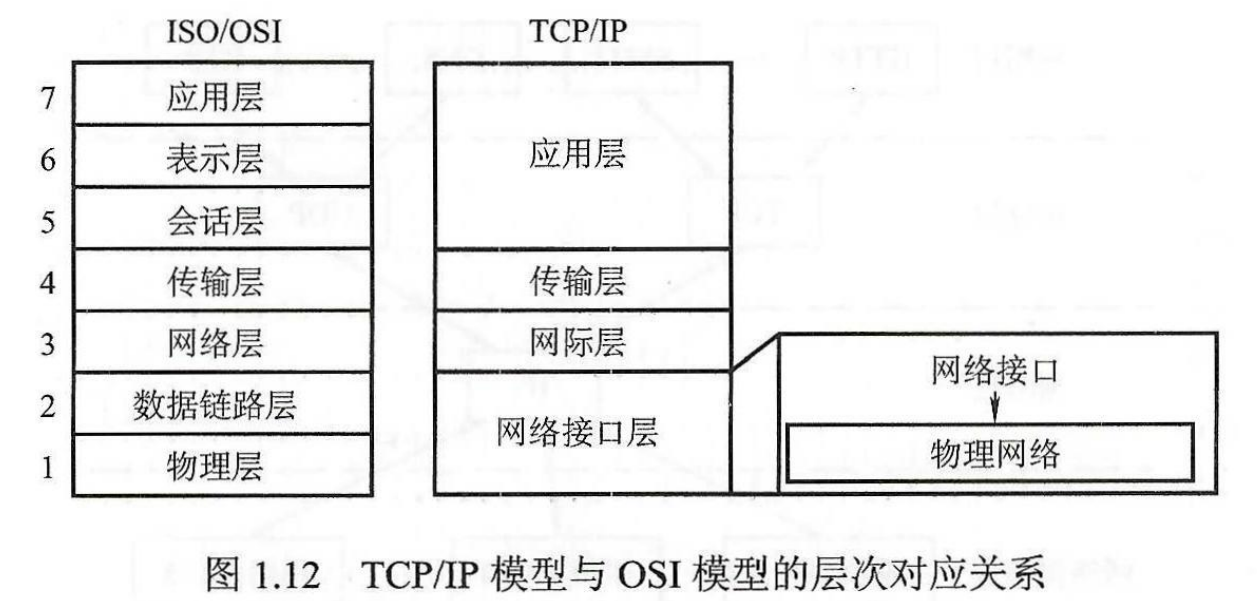 ISO/OSI
TCP/IP
7
应用层
6
表示层
5
会话层
4
传输层
3
网络层
2
数据链路层
1
物理层
应用层
传输层
网际层
网络接口层
网络接口
物理网络
图 1.12 TCP/IP 模型与 OSI 模型的层次对应关系